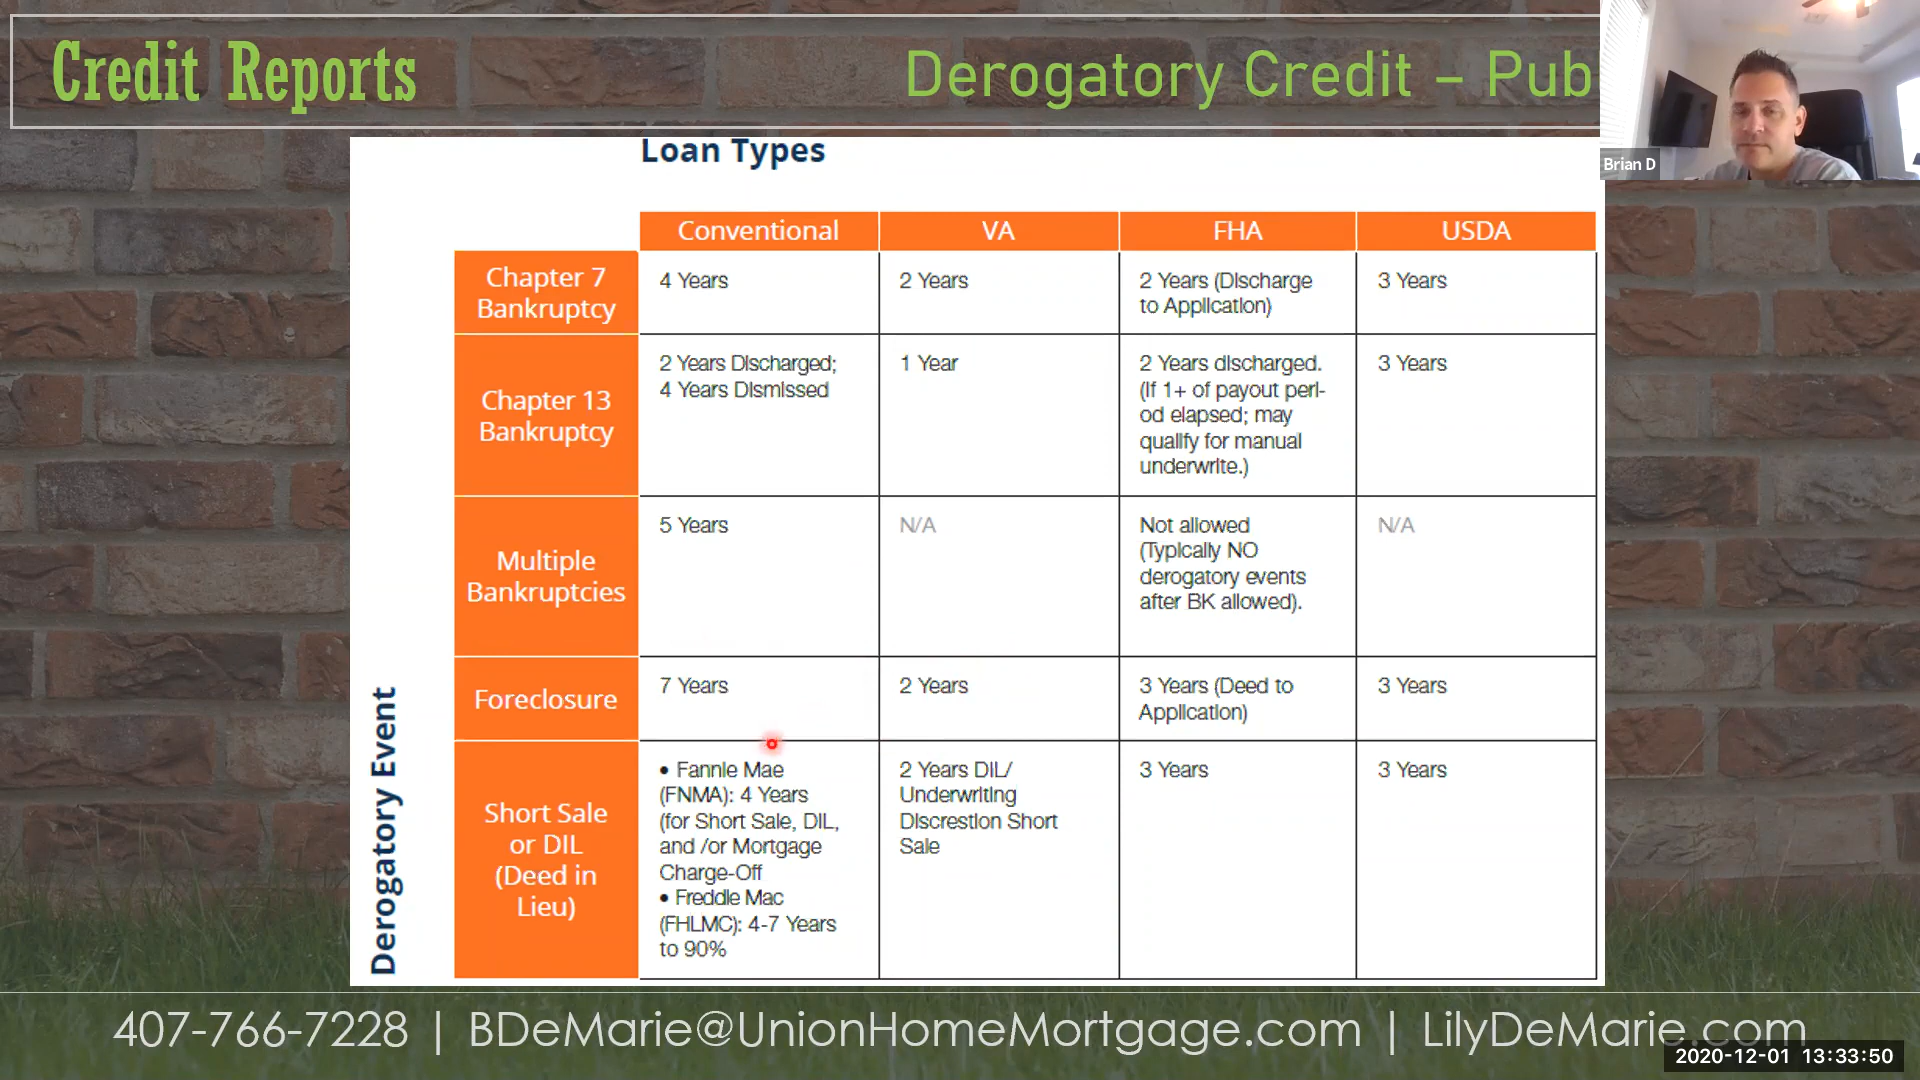 Credit Reports
Derogatory Credit – Pub
Brian D
Loan Types
Conventional
VA
FHA
USDA
Chapter 7
Bankruptcy
4 Years
2 Years
2 Years (Discharge
to Application)
3 Years
Chapter 13
Bankruptcy
2 Years Discharged;
4 Years Dismissed
1 Year
2 Years discharged.
(If 1+ of payout peri-
od elapsed; may
qualify for manual
underwrite.)
3 Years
Multiple
Bankruptcies
5 Years
N/A
Not allowed
(Typically NO
derogatory events
after BK allowed).
N/A
Foreclosure
7 Years
2 Years
3 Years (Deed to
Application)
3 Years
Short Sale
or DIL
(Deed in
Lieu)
• Fannie Mae
(FNMA): 4 Years
(for Short Sale, DIL,
and /or Mortgage
Charge-Off
• Freddie Mac
(FHLMC): 4-7 Years
to 90%
2 Years DIL/
Underwriting
Discrestion Short
Sale
3 Years
3 Years
Derogatory Event
407-766-7228 | BDeMarie@UnionHomeMortgage.com | LilyDeMarie.com
2020-12-01 13:33:50